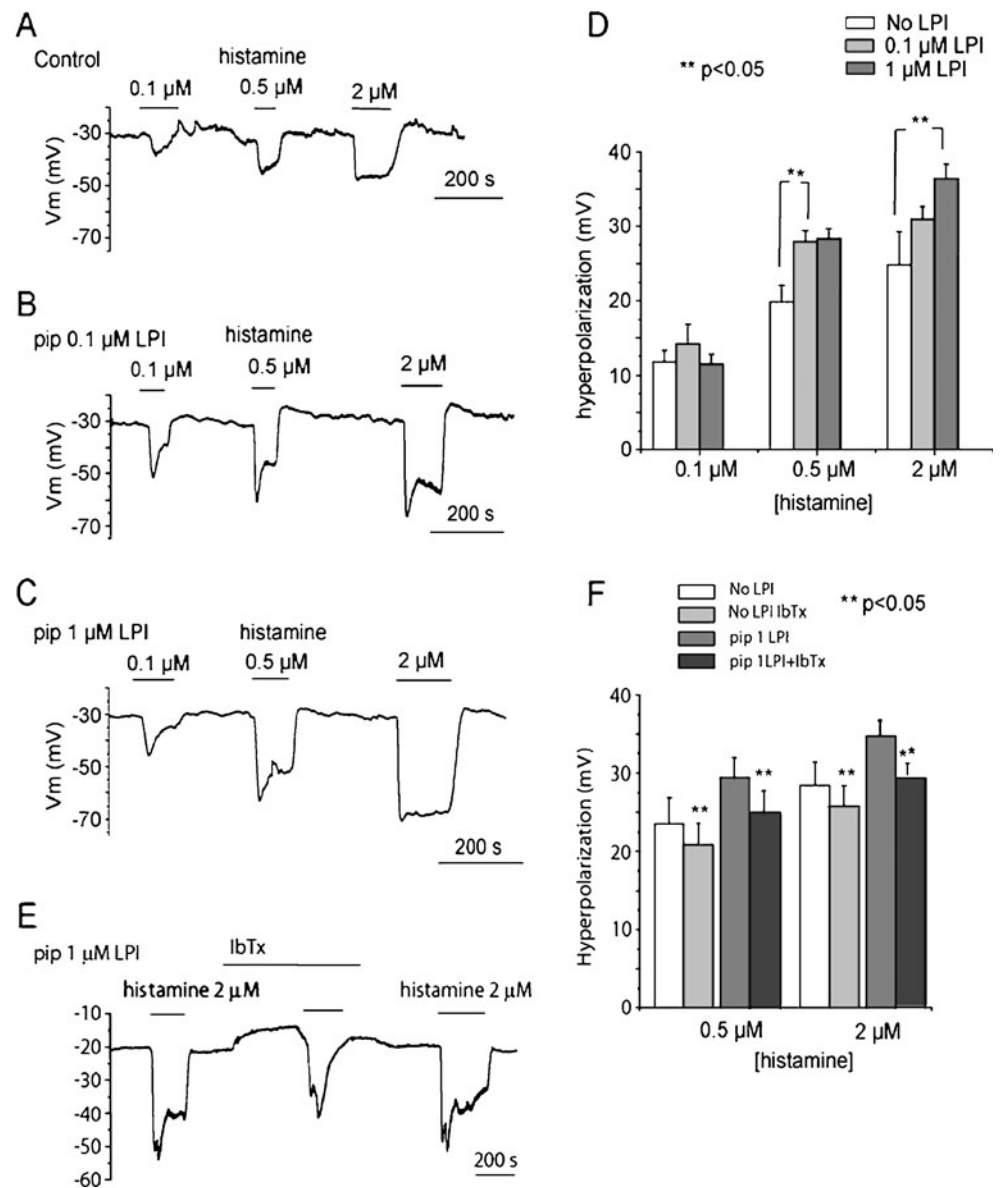 A
Control
histamine
0.1 µM
0.5 µM
2 µM
-30
-50
-70
Vm (mV)
200 s
B
pip 0.1 µM LPI
histamine
0.1 µM
0.5 µM
2 µM
-30
-50
-70
Vm (mV)
200 s
C
pip 1 µM LPI
histamine
0.1 µM
0.5 µM
2 µM
-30
-50
-70
Vm (mV)
200 s
E
pip 1 µM LPI
IbTx
histamine 2 µM
histamine 2 µM
-10
-20
-30
-40
-50
-60
Vm (mV)
200 s
D
No LPI
0.1 µM LPI
1 µM LPI
** p<0.05
**
**
40
30
20
10
0
hyperpolarization (mV)
0.1 µM
0.5 µM
2 µM
[histamine]
F
No LPI
No LPI IbTx
pip 1 LPI
pip 1LPI+IbTx
** p<0.05
**
**
**
**
40
30
20
10
0
Hyperpolarization (mV)
0.5 µM
2 µM
[histamine]